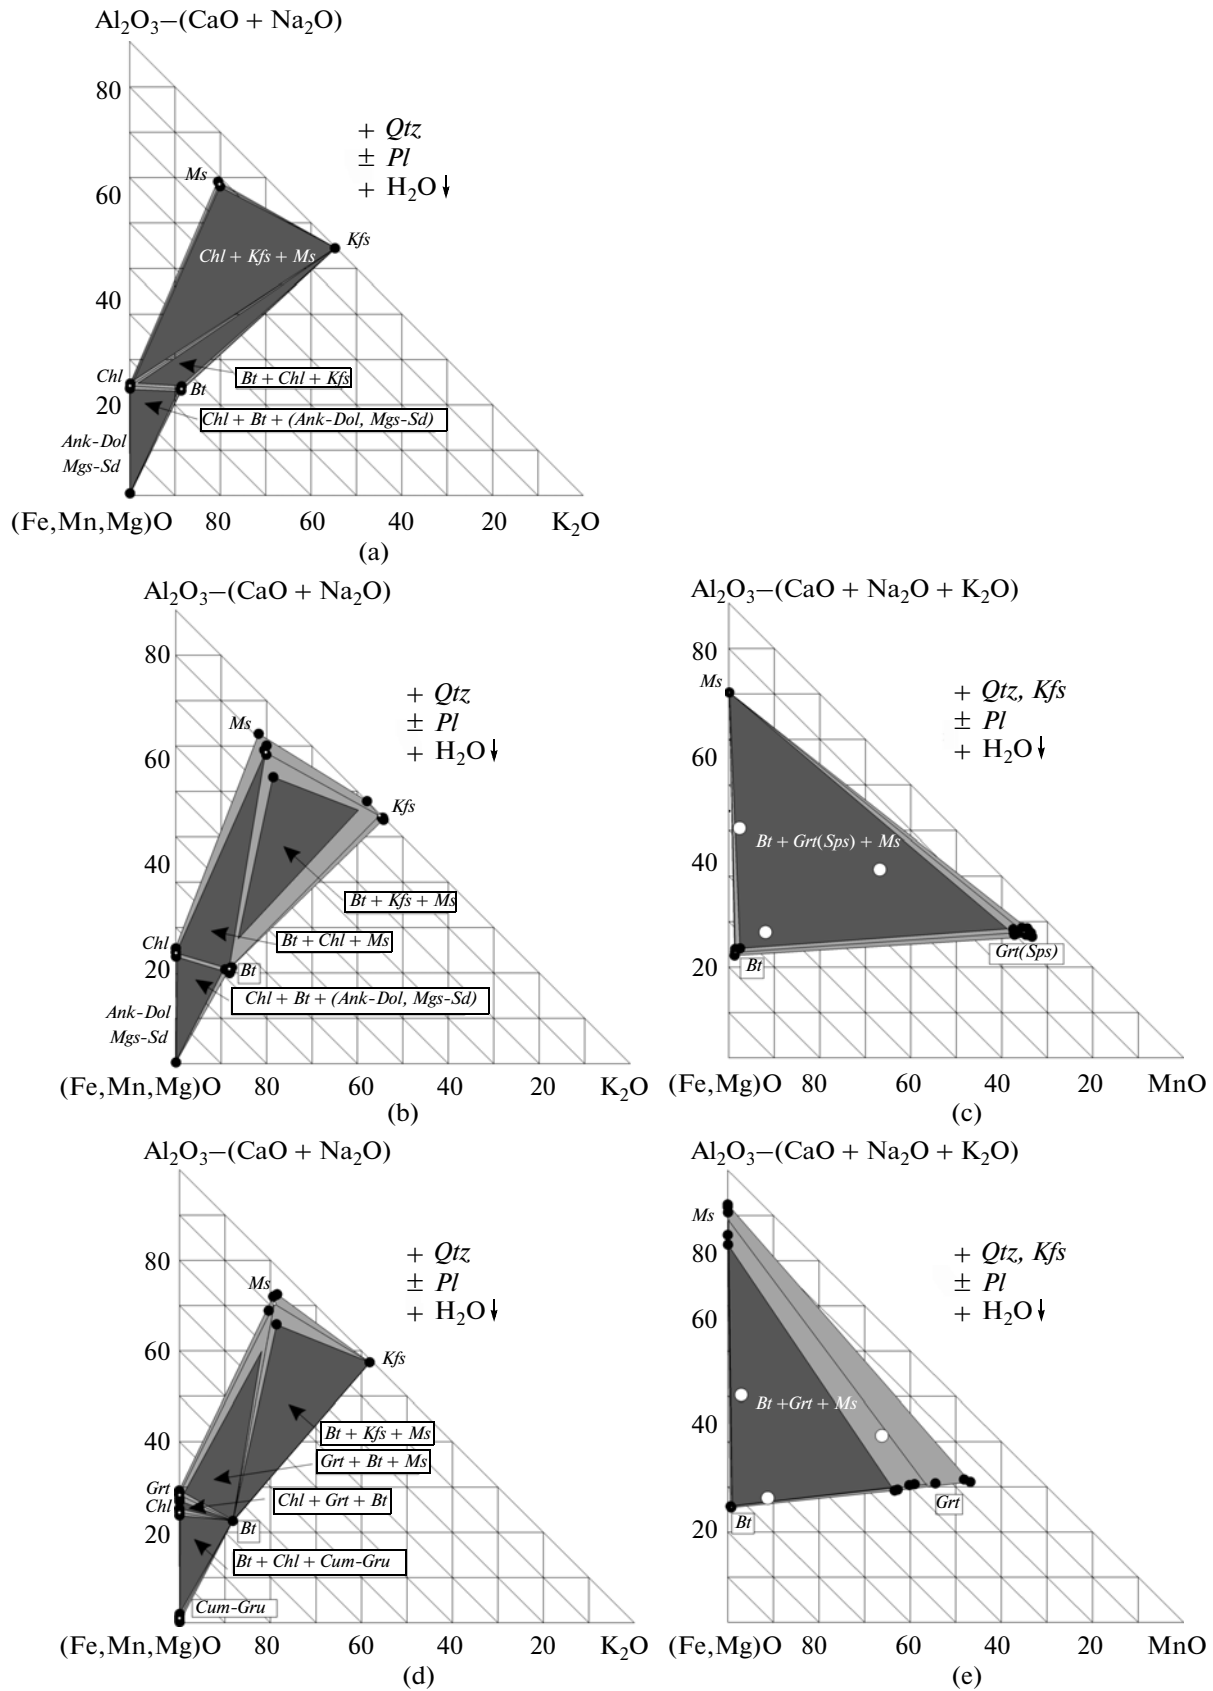 Al₂O₃–(CaO + Na₂O)
80
+ Qtz
± Pl
+ H₂O↓
Ms
60
Kfs
Chl + Kfs + Ms
40
Chl
Bt + Chl + Kfs
Bt
20
Chl + Bt + (Ank-Dol, Mgs-Sd)
Ank-Dol
Mgs-Sd
(Fe,Mn,Mg)O 80 60 40 20 K₂O
(a)
Al₂O₃–(CaO + Na₂O)
80
+ Qtz
± Pl
+ H₂O↓
Ms
60
Kfs
40
Bt + Kfs + Ms
Bt + Chl + Ms
Chl
20
Bt
Chl + Bt + (Ank-Dol, Mgs-Sd)
Ank-Dol
Mgs-Sd
(Fe,Mn,Mg)O 80 60 40 20 K₂O
(b)
Al₂O₃–(CaO + Na₂O + K₂O)
80
Ms
+ Qtz, Kfs
± Pl
+ H₂O↓
60
Bt + Grt(Sps) + Ms
40
Grt(Sps)
Bt
20
(Fe,Mg)O 80 60 40 20 MnO
(c)
Al₂O₃–(CaO + Na₂O)
+ Qtz
± Pl
+ H₂O↓
80
Ms
60
Kfs
Bt + Kfs + Ms
40
Grt + Bt + Ms
Grt
Chl
Chl + Grt + Bt
20
Bt
Bt + Chl + Cum-Gru
Cum-Gru
(Fe,Mn,Mg)O 80 60 40 20 K₂O
(d)
Al₂O₃–(CaO + Na₂O + K₂O)
Ms
80
+ Qtz, Kfs
± Pl
+ H₂O↓
60
Bt +Grt + Ms
40
Grt
Bt
20
(Fe,Mg)O 80 60 40 20 MnO
(e)